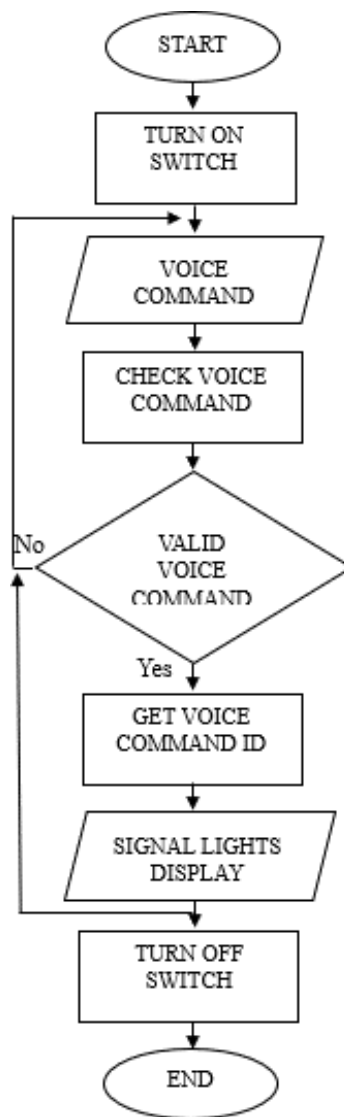 START
TURN ON
SWITCH
VOICE
COMMAND
CHECK VOICE
COMMAND
No
VALID
VOICE
COMMAND
Yes
GET VOICE
COMMAND ID
SIGNAL LIGHTS
DISPLAY
TURN OFF
SWITCH
END